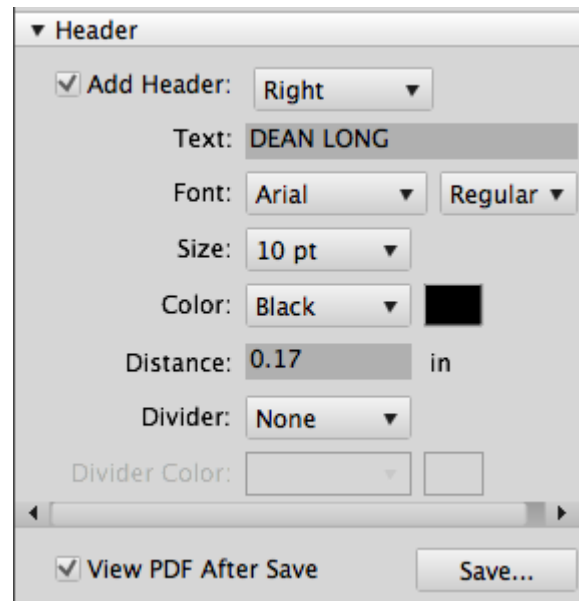 Header
Add Header: Right
Text: DEAN LONG
Font: Arial Regular
Size: 10 pt
Color: Black
Distance: 0.17 in
Divider: None
Divider Color:
View PDF After Save Save...